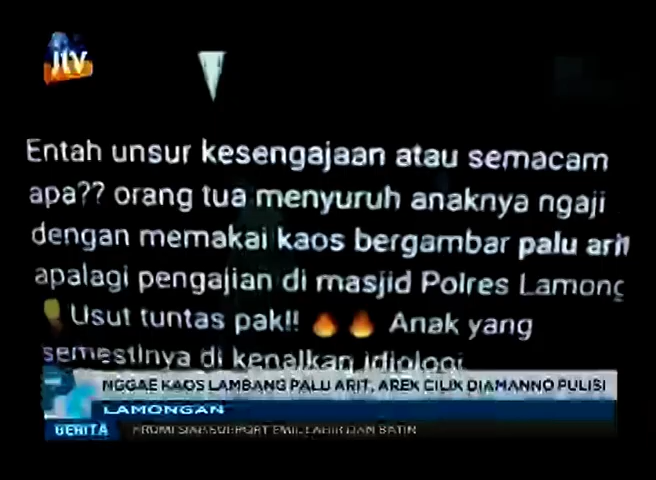 jtv
Entah unsur kesengajaan atau semacam
apa?? orang tua menyuruh anaknya ngaji
dengan memakai kaos bergambar palu arit
apalagi pengajian di masjid Polres Lamong
Usut tuntas pak!! 🔥 🔥 Anak yang
semestinya di kenalkan idiologi
NGGAE KAOS LAMBANG PALU ARIT, AREK CILIK DIAMANNO PULISI
LAMONGAN
BERITA
KROMI SIAP SUPPORT EMIL LAHIR DAN BATIN